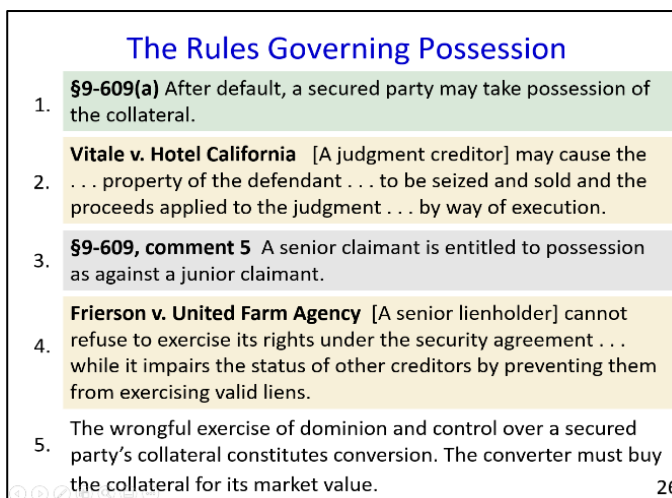 The Rules Governing Possession
1. §9-609(a) After default, a secured party may take possession of
the collateral.
2. Vitale v. Hotel California [A judgment creditor] may cause the
. . . property of the defendant . . . to be seized and sold and the
proceeds applied to the judgment . . . by way of execution.
3. §9-609, comment 5 A senior claimant is entitled to possession
as against a junior claimant.
4. Frierson v. United Farm Agency [A senior lienholder] cannot
refuse to exercise its rights under the security agreement . . .
while it impairs the status of other creditors by preventing them
from exercising valid liens.
5. The wrongful exercise of dominion and control over a secured
party’s collateral constitutes conversion. The converter must buy
the collateral for its market value.